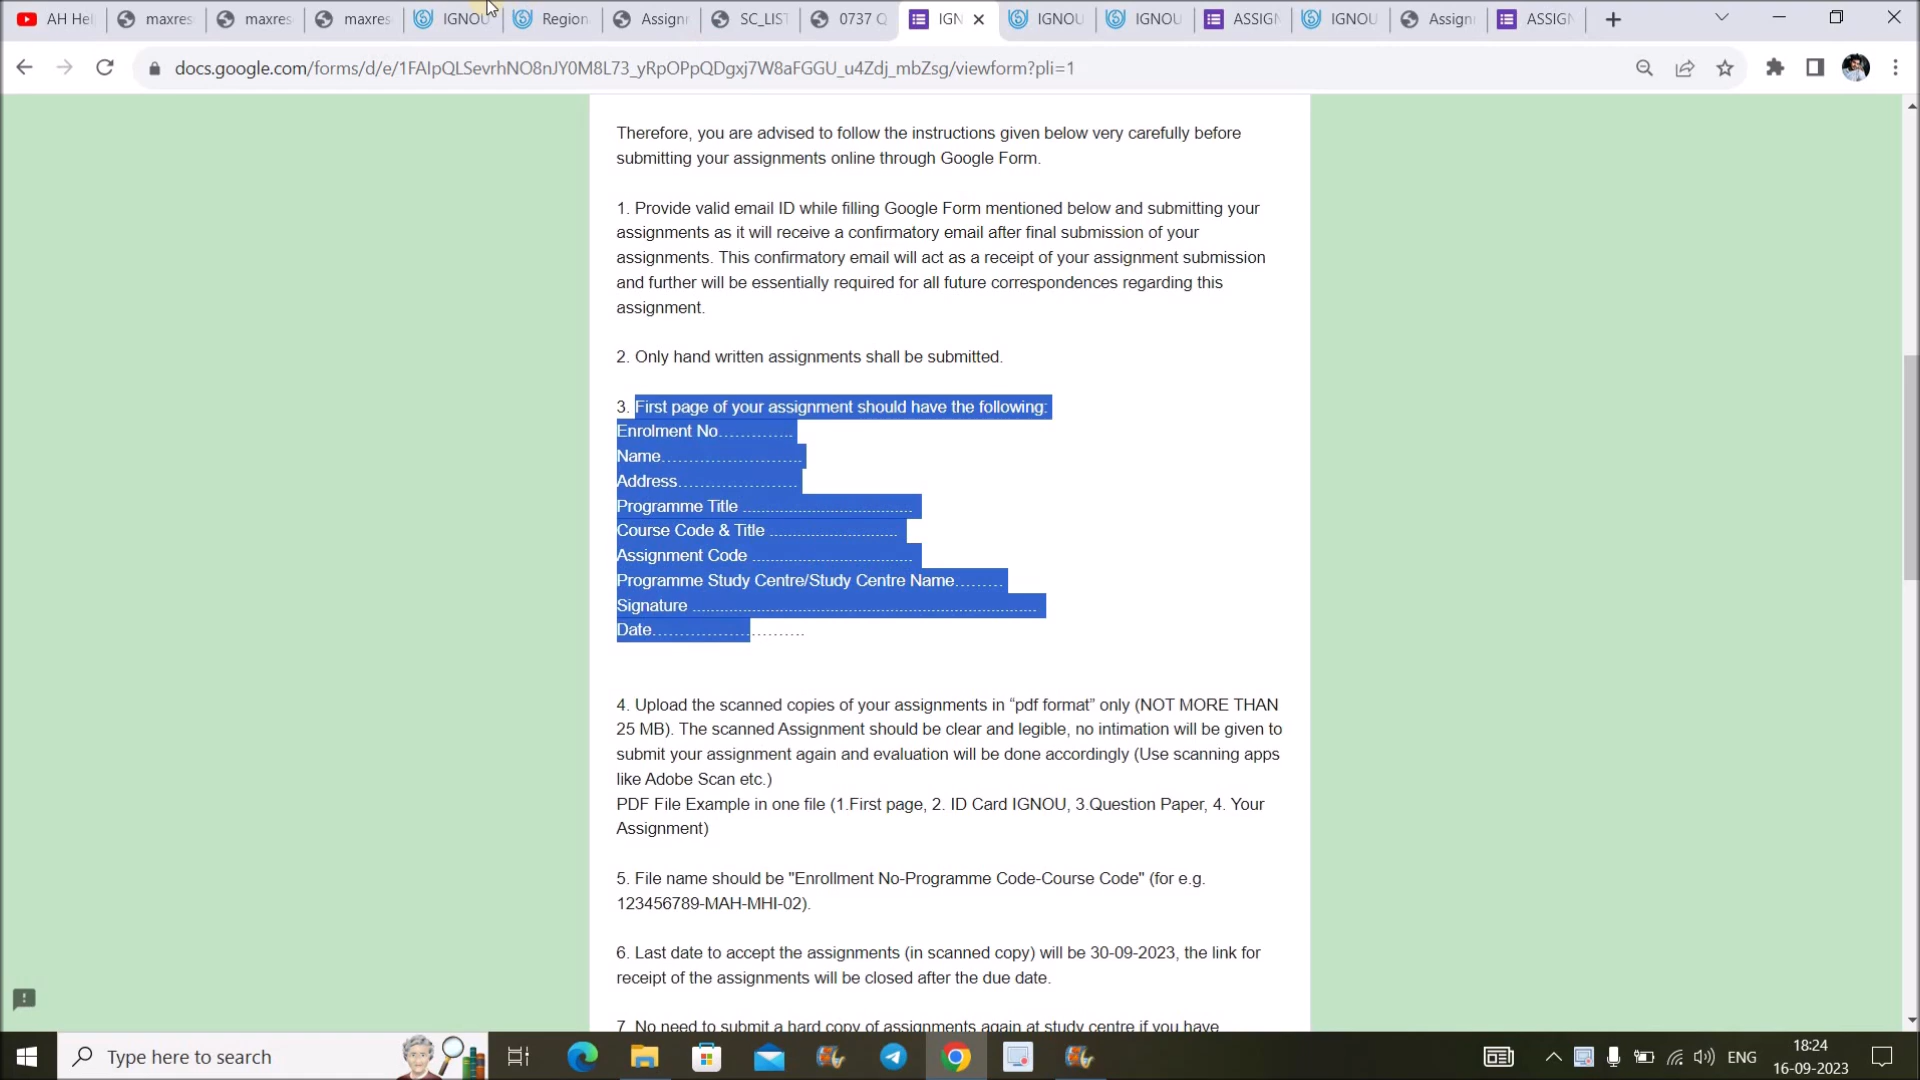 AH Hel
maxres
maxres
maxres
IGNOU
Region
Assignr
SC_LIST
0737 Q
IGN
IGNOU
IGNOU
ASSIGN
IGNOU
Assign
ASSIGN
docs.google.com/forms/d/e/1FAIpQLSevrhNO8nJY0M8L73_yRpOPpQDgxj7W8aFGGU_u4Zdj_mbZsg/viewform?pli=1
Therefore, you are advised to follow the instructions given below very carefully before
submitting your assignments online through Google Form.
1. Provide valid email ID while filling Google Form mentioned below and submitting your
assignments as it will receive a confirmatory email after final submission of your
assignments. This confirmatory email will act as a receipt of your assignment submission
and further will be essentially required for all future correspondences regarding this
assignment.
2. Only hand written assignments shall be submitted.
3. First page of your assignment should have the following:
Enrolment No.............
Name........................
Address.....................
Programme Title ....................................
Course Code & Title ...........................
Assignment Code ..................................
Programme Study Centre/Study Centre Name.........
Signature .........................................................................
Date...........................
4. Upload the scanned copies of your assignments in “pdf format” only (NOT MORE THAN
25 MB). The scanned Assignment should be clear and legible, no intimation will be given to
submit your assignment again and evaluation will be done accordingly (Use scanning apps
like Adobe Scan etc.)
PDF File Example in one file (1.First page, 2. ID Card IGNOU, 3.Question Paper, 4. Your
Assignment)
5. File name should be "Enrollment No-Programme Code-Course Code" (for e.g.
123456789-MAH-MHI-02).
6. Last date to accept the assignments (in scanned copy) will be 30-09-2023, the link for
receipt of the assignments will be closed after the due date.
7. No need to submit a hard copy of assignments again at study centre if you have
Type here to search
ENG
18:24
16-09-2023